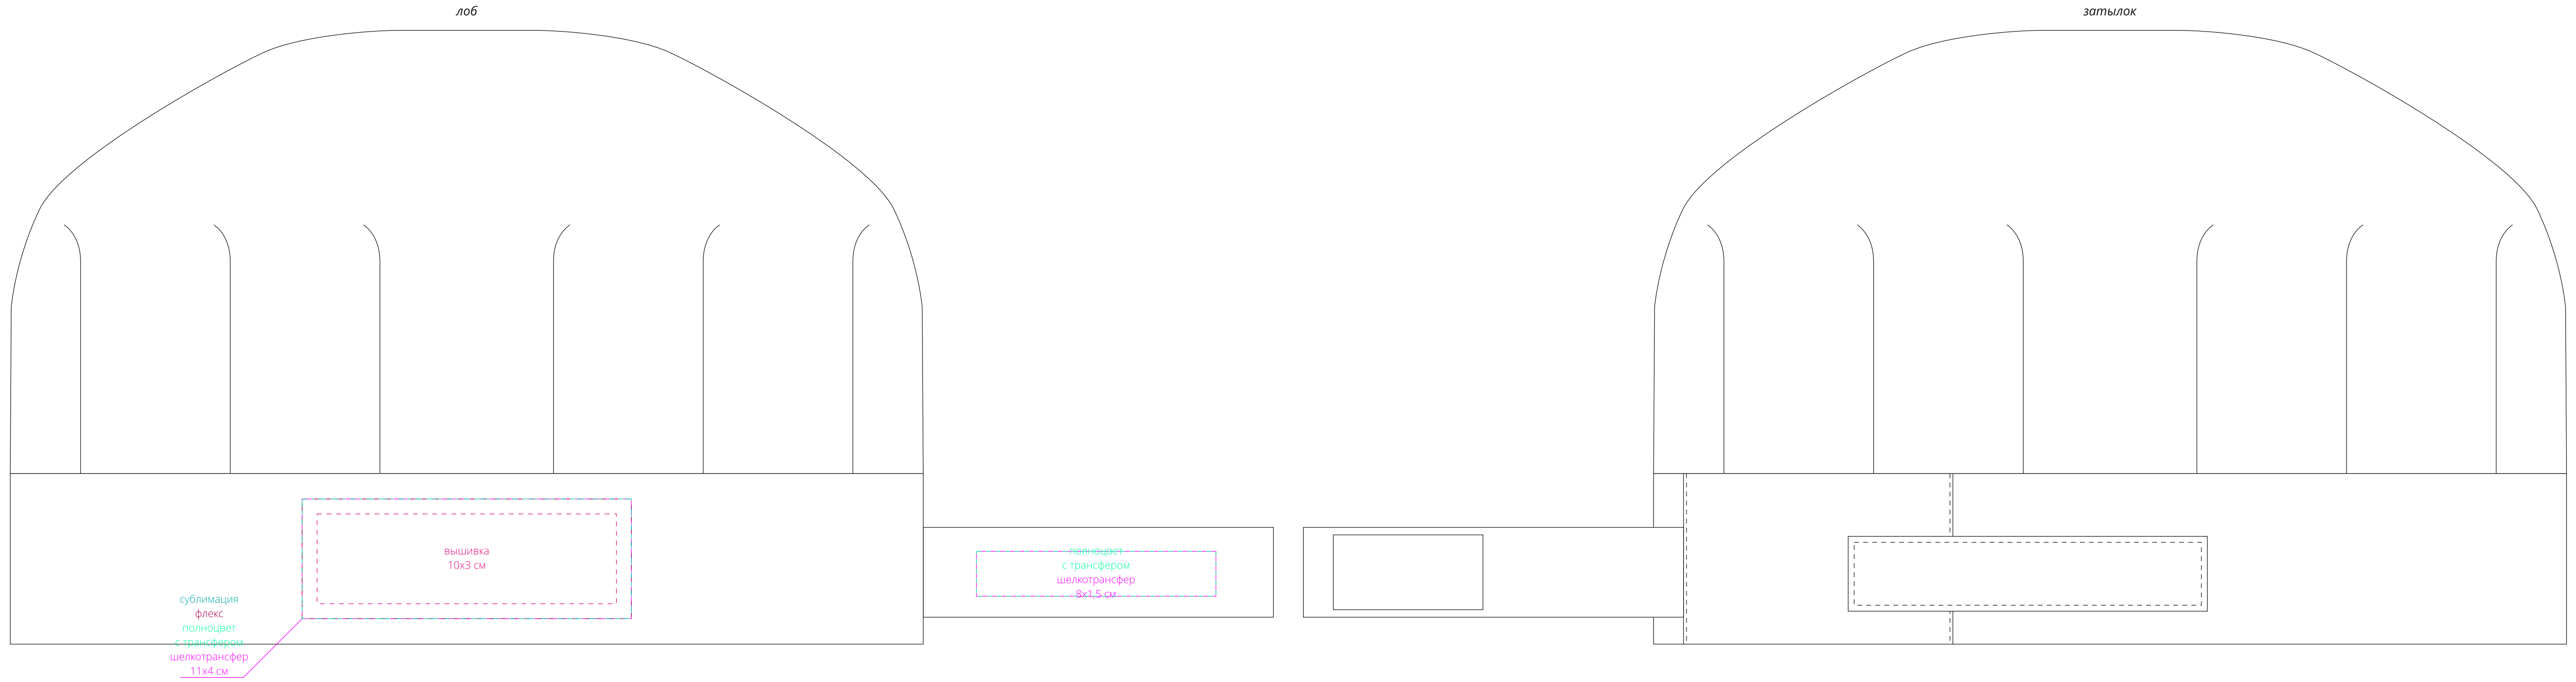 лоб
затылок
вышивка
10х3 см
сублимация
флекс
полноцвет
с трансфером
шелкотрансфер
11х4 см
полноцвет
с трансфером
шелкотрансфер
8х1,5 см